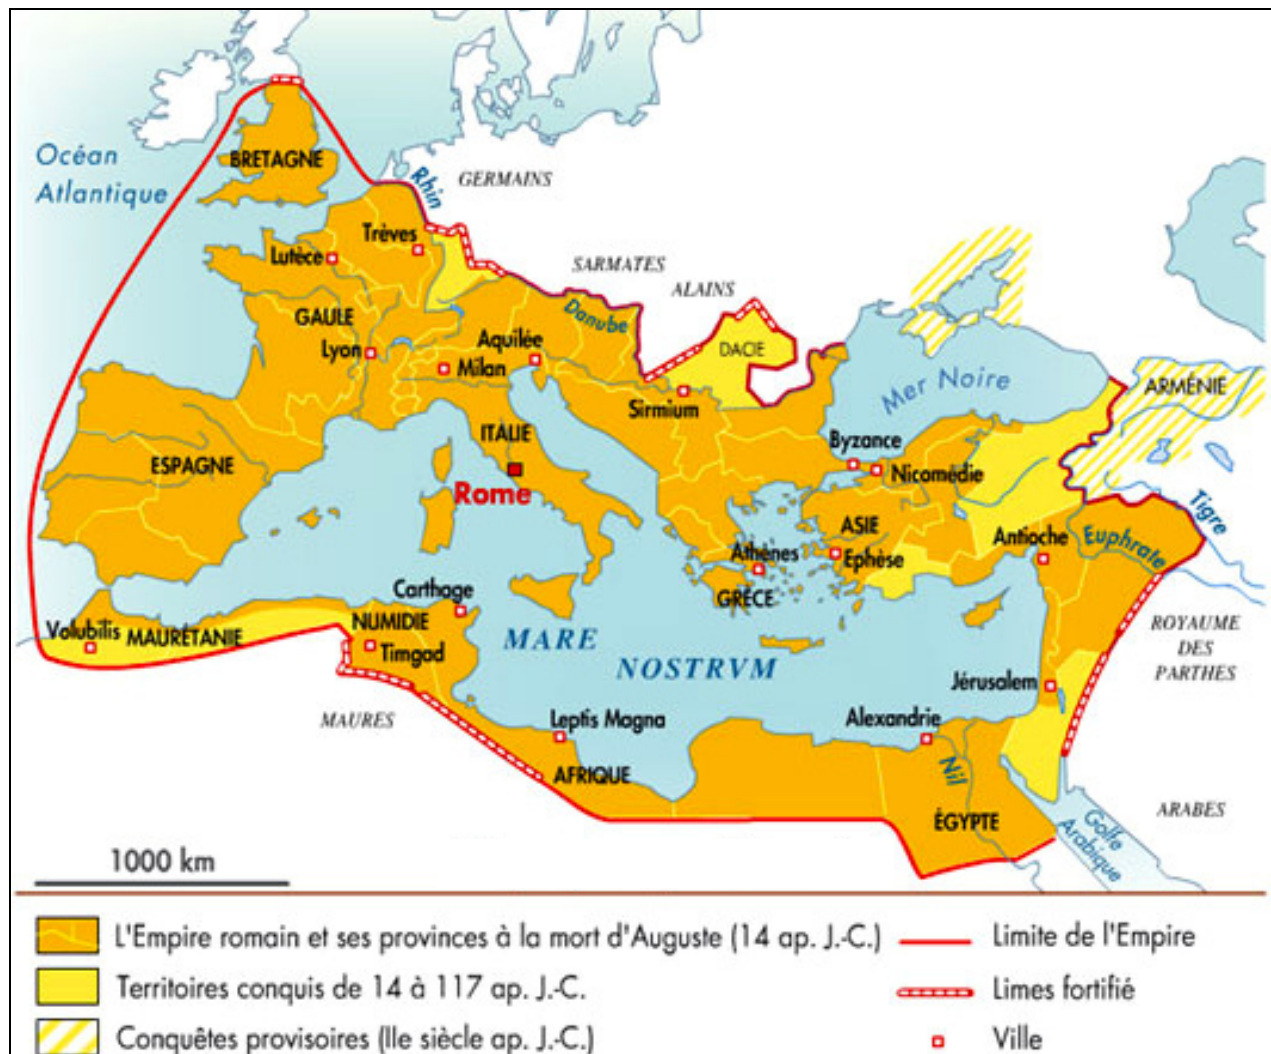 Océan
Atlantique
BRETAGNE
Rhin
GERMAINS
Trèves
Lutèce
SARMATES
ALAINS
GAULE
Danube
Lyon
Aquilée
Milan
DACIE
Mer Noire
ARMÉNIE
Sirmium
ITALIE
ESPAGNE
Rome
Byzance
Nicomédie
Tigre
ASIE
Antioche
Euphrate
Athènes
Ephèse
GRÈCE
Carthage
NUMIDIE
Volubilis
MAURÉTANIE
Timgad
MARE
NOSTRVM
ROYAUME
DES
PARTHES
Jérusalem
MAURES
Leptis Magna
Alexandrie
AFRIQUE
Nil
ÉGYPTE
Golfe
Arabique
ARABES
1000 km
L'Empire romain et ses provinces à la mort d'Auguste (14 ap. J.-C.)
Limite de l'Empire
Territoires conquis de 14 à 117 ap. J.-C.
Limes fortifié
Conquêtes provisoires (IIe siècle ap. J.-C.)
Ville